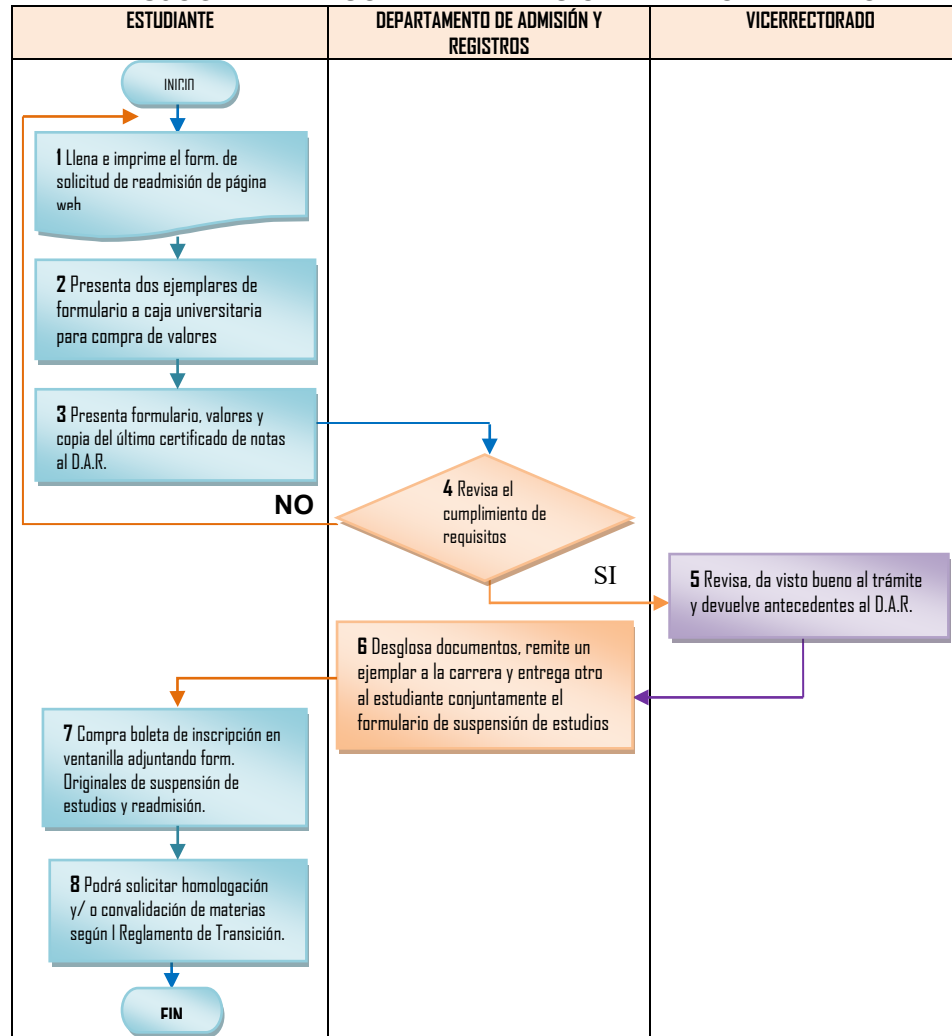 ESTUDIANTE
DEPARTAMENTO DE ADMISIÓN Y
REGISTROS
VICERRECTORADO
INICIO
1 Llena e imprime el form. de
solicitud de readmisión de página
web
2 Presenta dos ejemplares de
formulario a caja universitaria
para compra de valores
3 Presenta formulario, valores y
copia del último certificado de notas
al D.A.R.
NO
4 Revisa el
cumplimiento de
requisitos
SI
5 Revisa, da visto bueno al trámite
y devuelve antecedentes al D.A.R.
6 Desglosa documentos, remite un
ejemplar a la carrera y entrega otro
al estudiante conjuntamente el
formulario de suspensión de estudios
7 Compra boleta de inscripción en
ventanilla adjuntando form.
Originales de suspensión de
estudios y readmisión.
8 Podrá solicitar homologación
y/ o convalidación de materias
según l Reglamento de Transición.
FIN